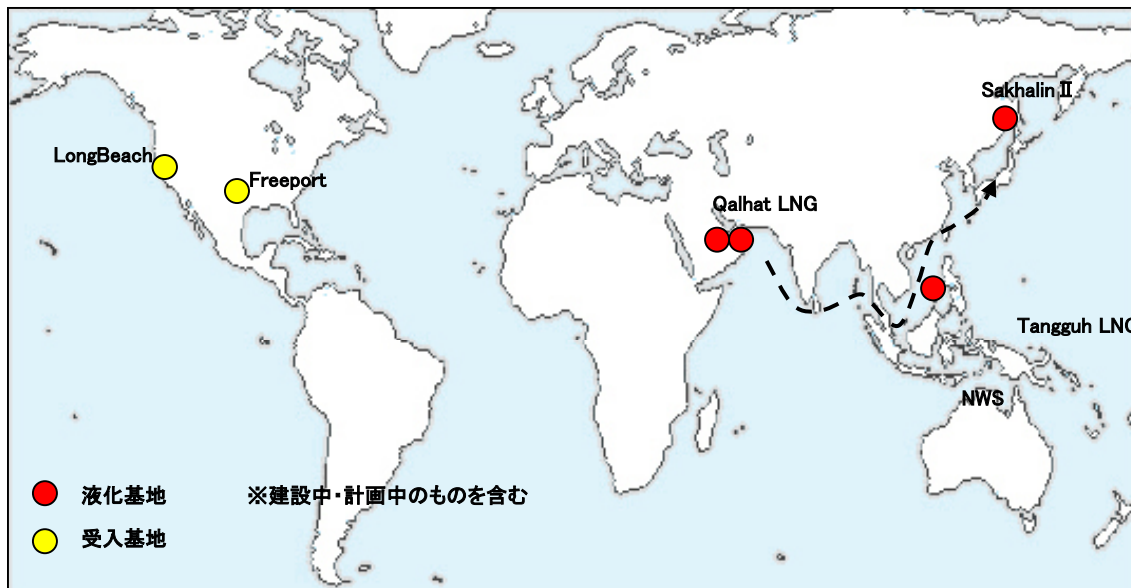 Sakhalin Ⅱ
LongBeach
Freeport
Qalhat LNG
Tangguh LNG
NWS
液化基地 ※建設中・計画中のものを含む
受入基地